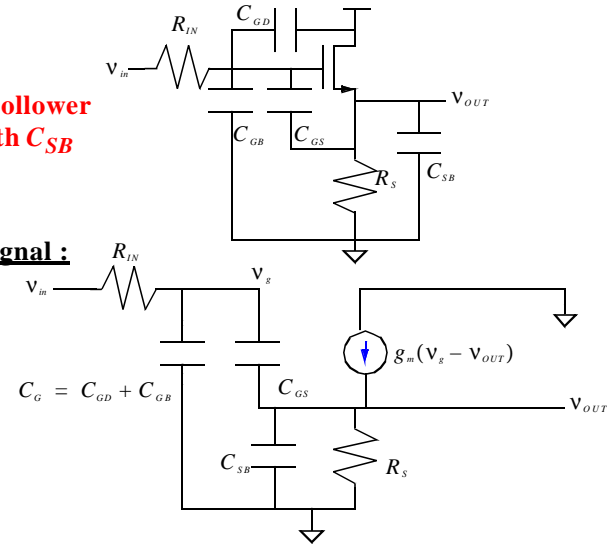 C_GD
R_IN
v_in
ollower
v_OUT
th C_SB
C_GB
C_GS
C_SB
R_S
gnal :
R_IN
v_g
v_in
g_m(v_g – v_OUT)
C_G = C_GD + C_GB
C_GS
v_OUT
C_SB
R_S